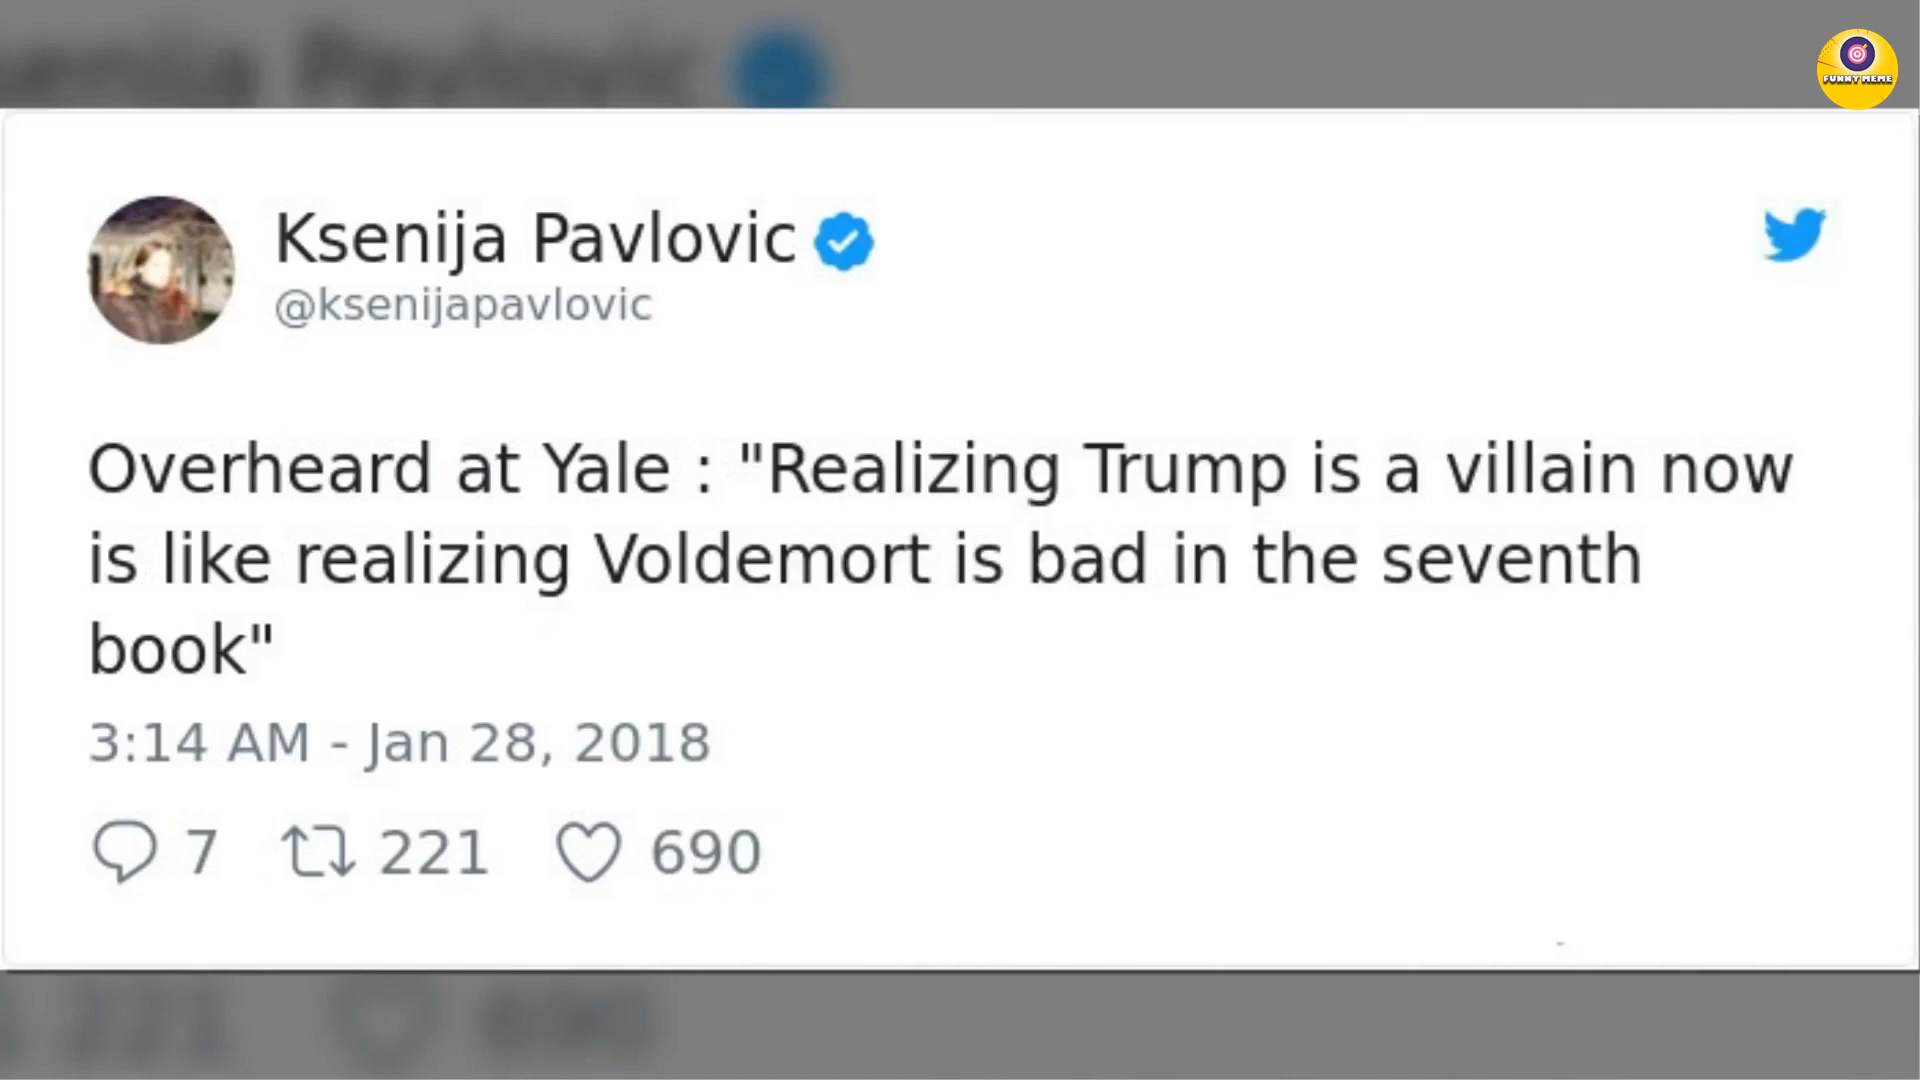 FUNNY MEME
Ksenija Pavlovic
@ksenijapavlovic
Overheard at Yale : "Realizing Trump is a villain now
is like realizing Voldemort is bad in the seventh
book"
3:14 AM - Jan 28, 2018
7 221 690